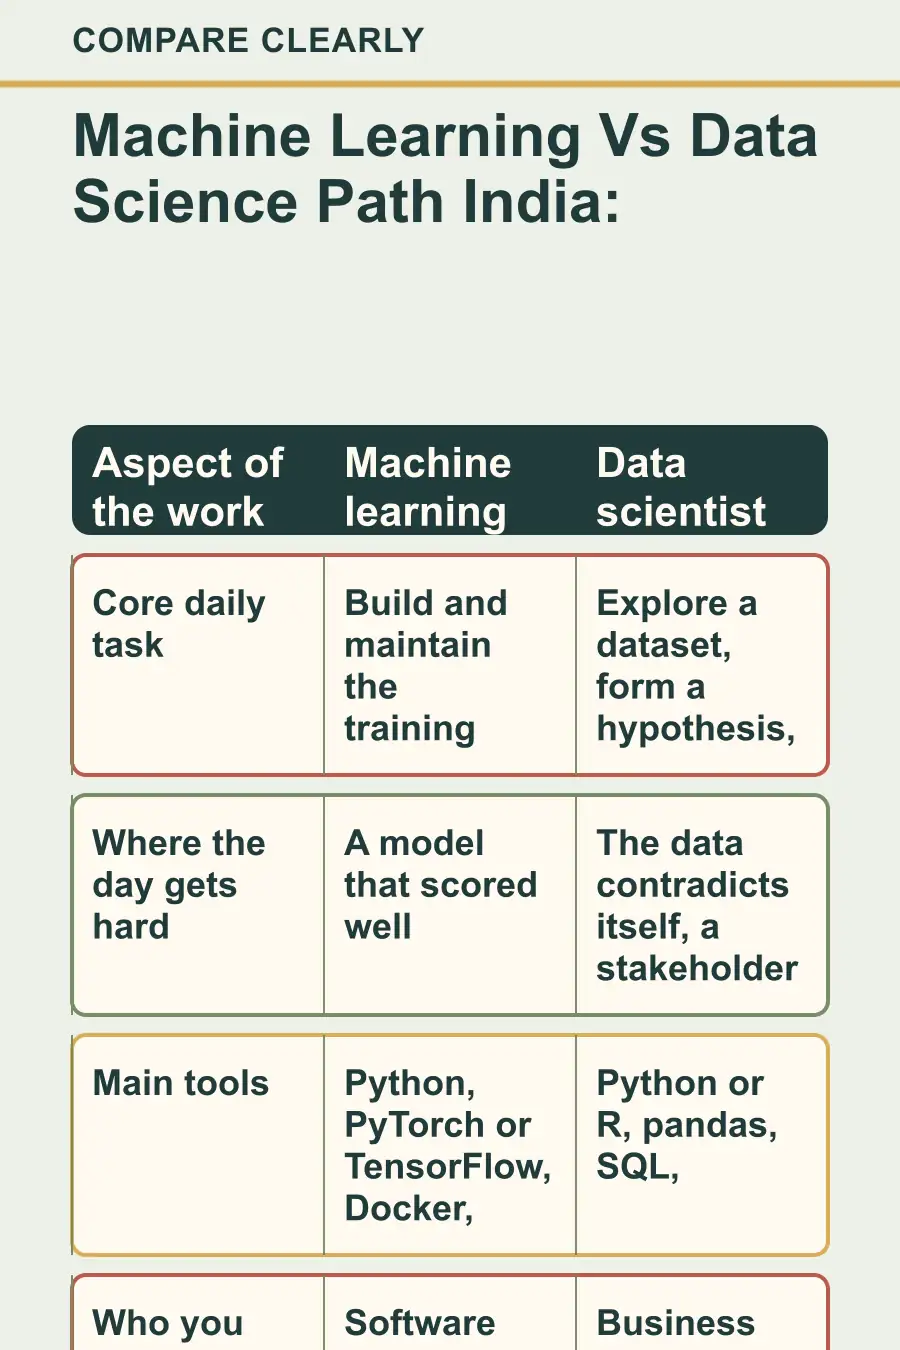 COMPARE CLEARLY
Machine Learning Vs Data
Science Path India:
Aspect of
the work
Machine
learning
Data
scientist
Core daily
task
Build and
maintain
the
training
Explore a
dataset,
form a
hypothesis,
Where the
day gets
hard
A model
that scored
well
The data
contradicts
itself, a
stakeholder
Main tools
Python,
PyTorch or
TensorFlow,
Docker,
Python or
R, pandas,
SQL,
Who you
Software
Business